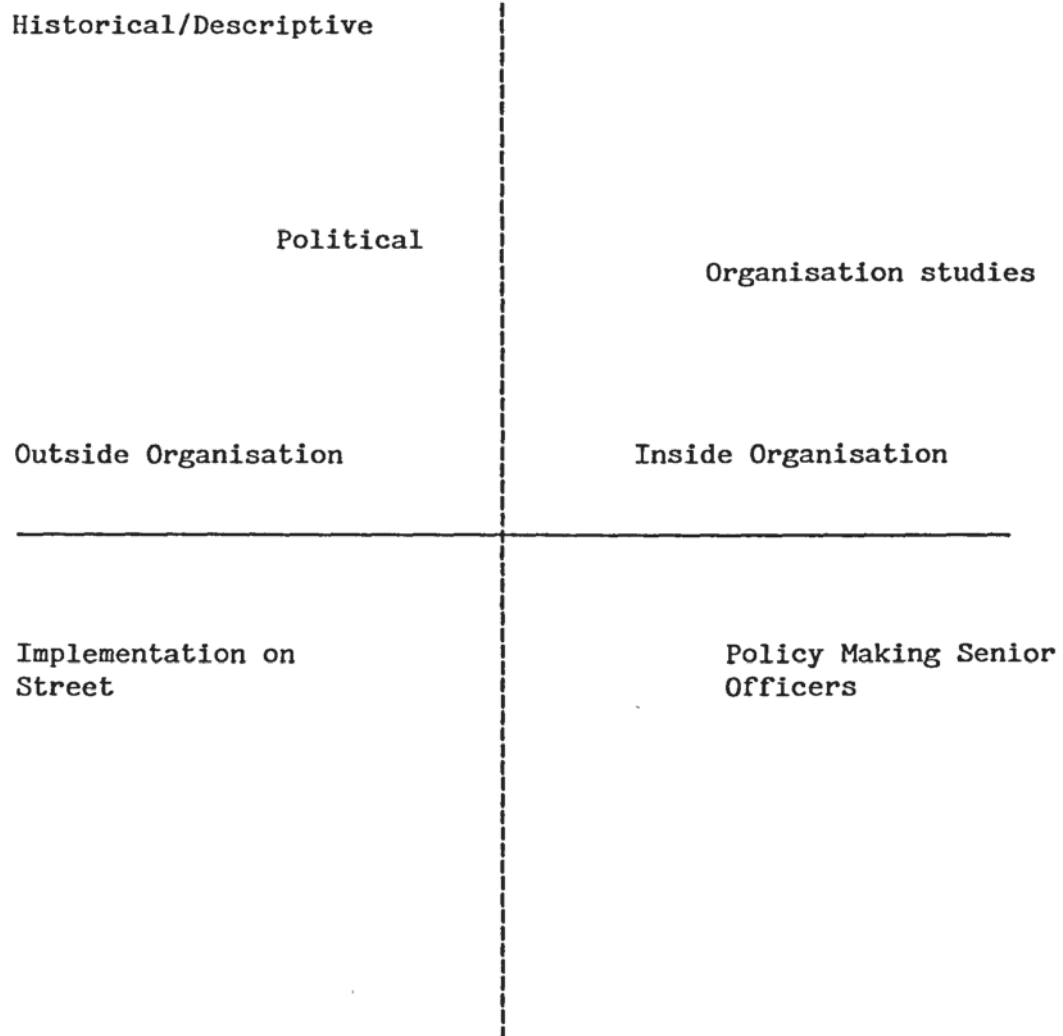 Historical/Descriptive
Political
Organisation studies
Outside Organisation
Inside Organisation
Implementation on
Street
Policy Making Senior
Officers